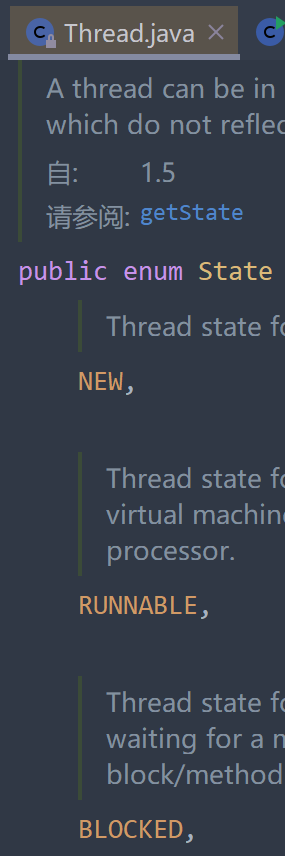 Thread.java
A thread can be in
which do not reflec
自: 1.5
请参阅: getState
public enum State
Thread state fo
NEW,
Thread state fo
virtual machin
processor.
RUNNABLE,
Thread state fo
waiting for a m
block/method
BLOCKED,